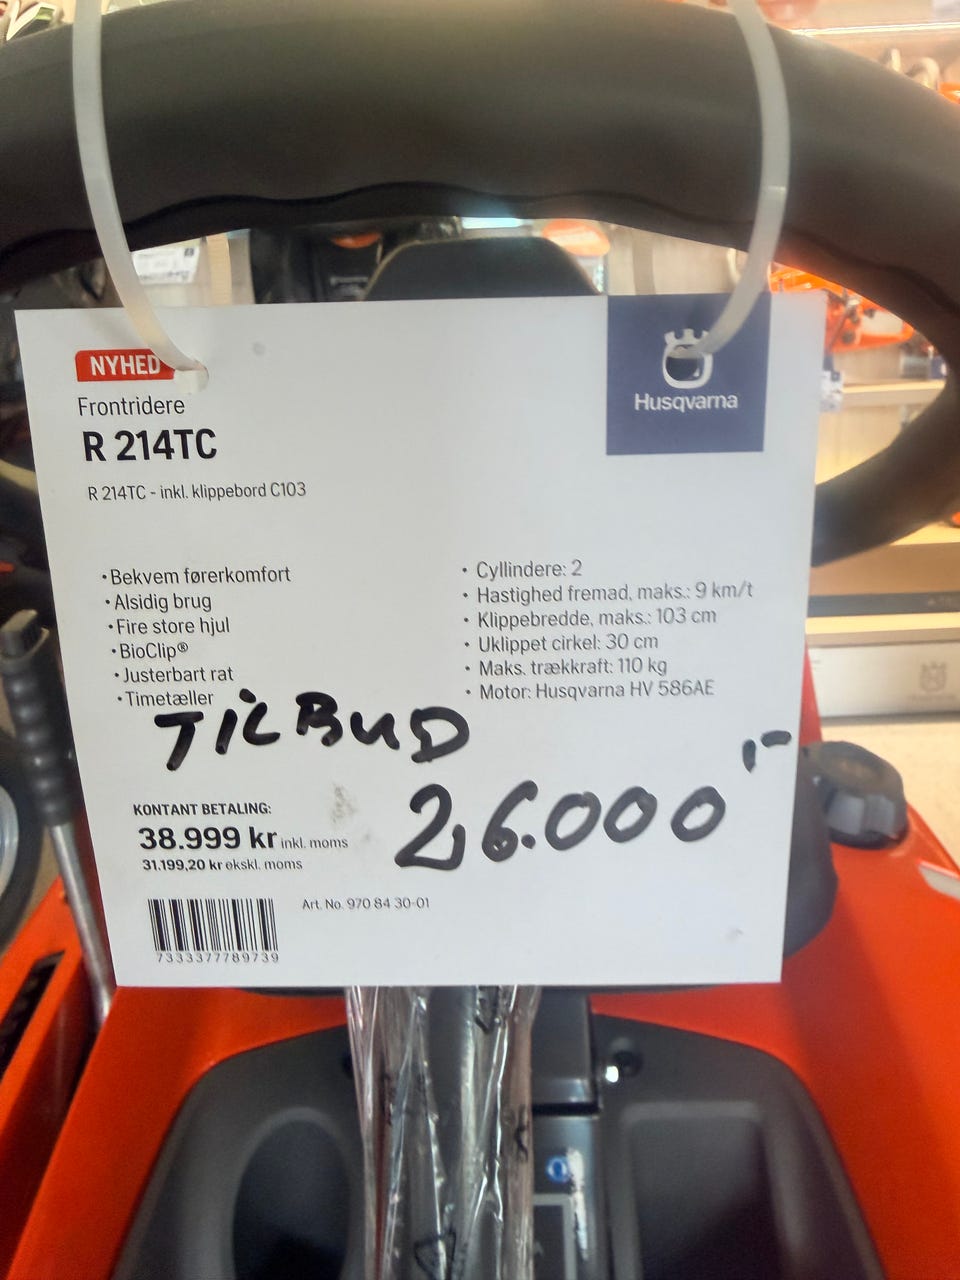 NYHED
Frontridere
R 214TC
R 214TC - inkl. klippebord C103
Husqvarna
• Bekvem førerkomfort
• Alsidig brug
• Fire store hjul
• BioClip®
• Justerbart rat
• Timetæller
• Cyllindere: 2
• Hastighed fremad, maks.: 9 km/t
• Klippebredde, maks.: 103 cm
• Uklippet cirkel: 30 cm
• Maks. trækkraft: 110 kg
• Motor: Husqvarna HV 586AE
TILBUD
26.000,-
KONTANT BETALING:
38.999 kr inkl. moms
31.199,20 kr ekskl. moms
Art. No. 970 84 30-01
7333377789739